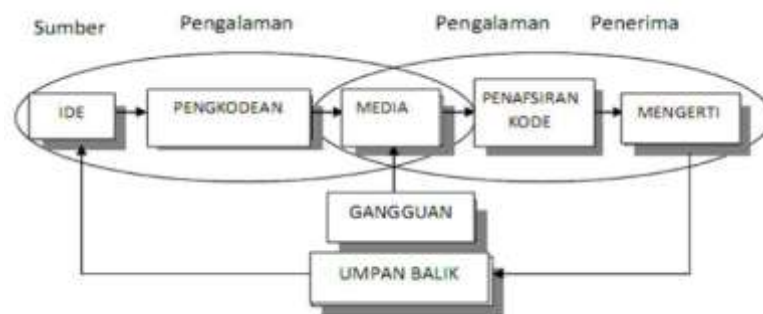 Sumber Pengalaman Pengalaman Penerima
IDE
PENGKODEAN
MEDIA
PENAFSIRAN
KODE
MENGERTI
GANGGUAN
UMPAN BALIK